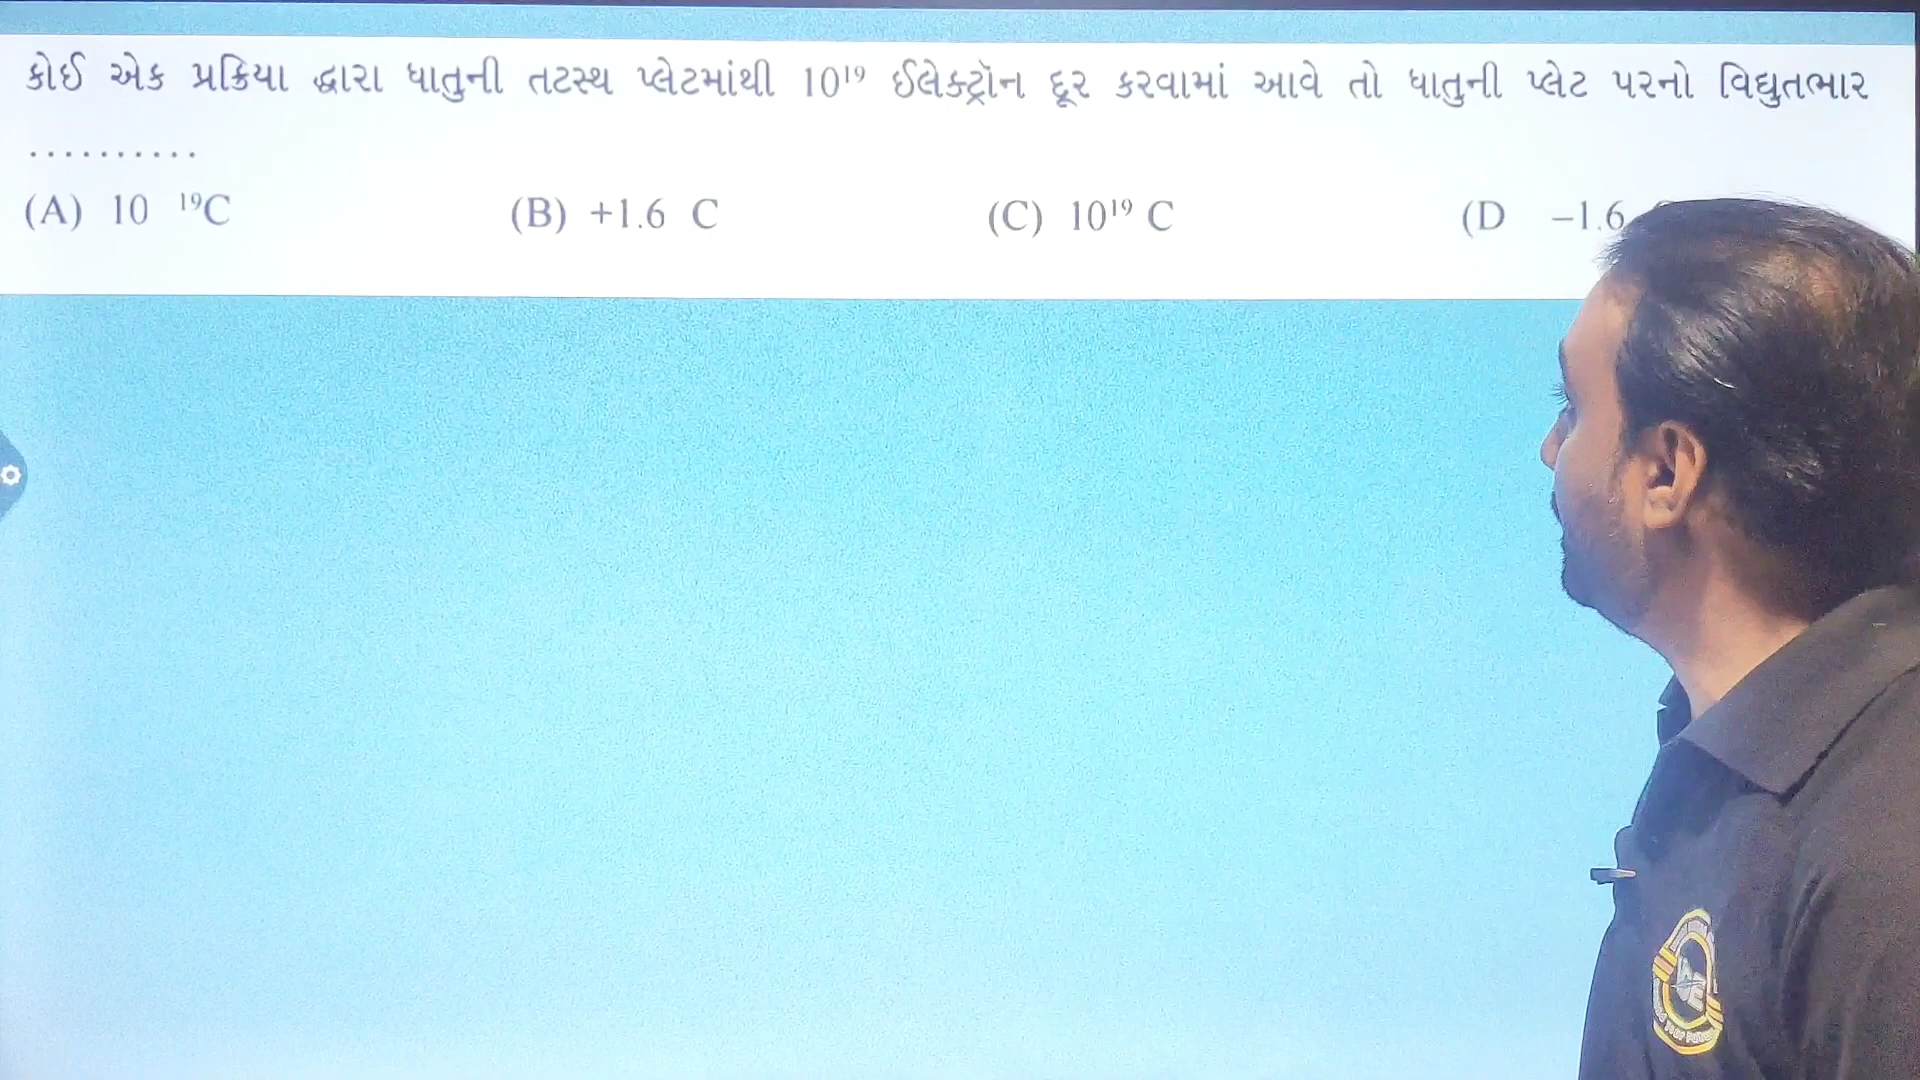 કોઈ એક પ્રક્રિયા દ્વારા ધાતુની તટસ્થ પ્લેટમાંથી 10¹⁹ ઈલેક્ટ્રૉન દૂર કરવામાં આવે તો ધાતુની પ્લેટ પરનો વિદ્યુતભાર
..........
(A) 10 ¹⁹C (B) +1.6 C (C) 10¹⁹ C (D −1.6